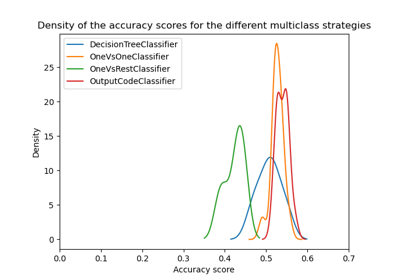 Density of the accuracy scores for the different multiclass strategies
DecisionTreeClassifier
OneVsOneClassifier
OneVsRestClassifier
OutputCodeClassifier
Density
25
20
15
10
5
0
0.0 0.1 0.2 0.3 0.4 0.5 0.6 0.7
Accuracy score